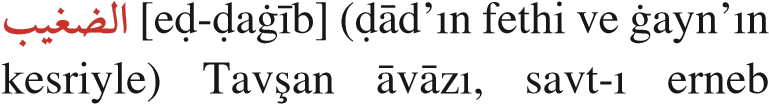 الضغيب [eḍ-ḍaġīb] (ḍād’ın fethi ve ġayn’ın
kesriyle) Tavşan āvāzı, savt-ı erneb